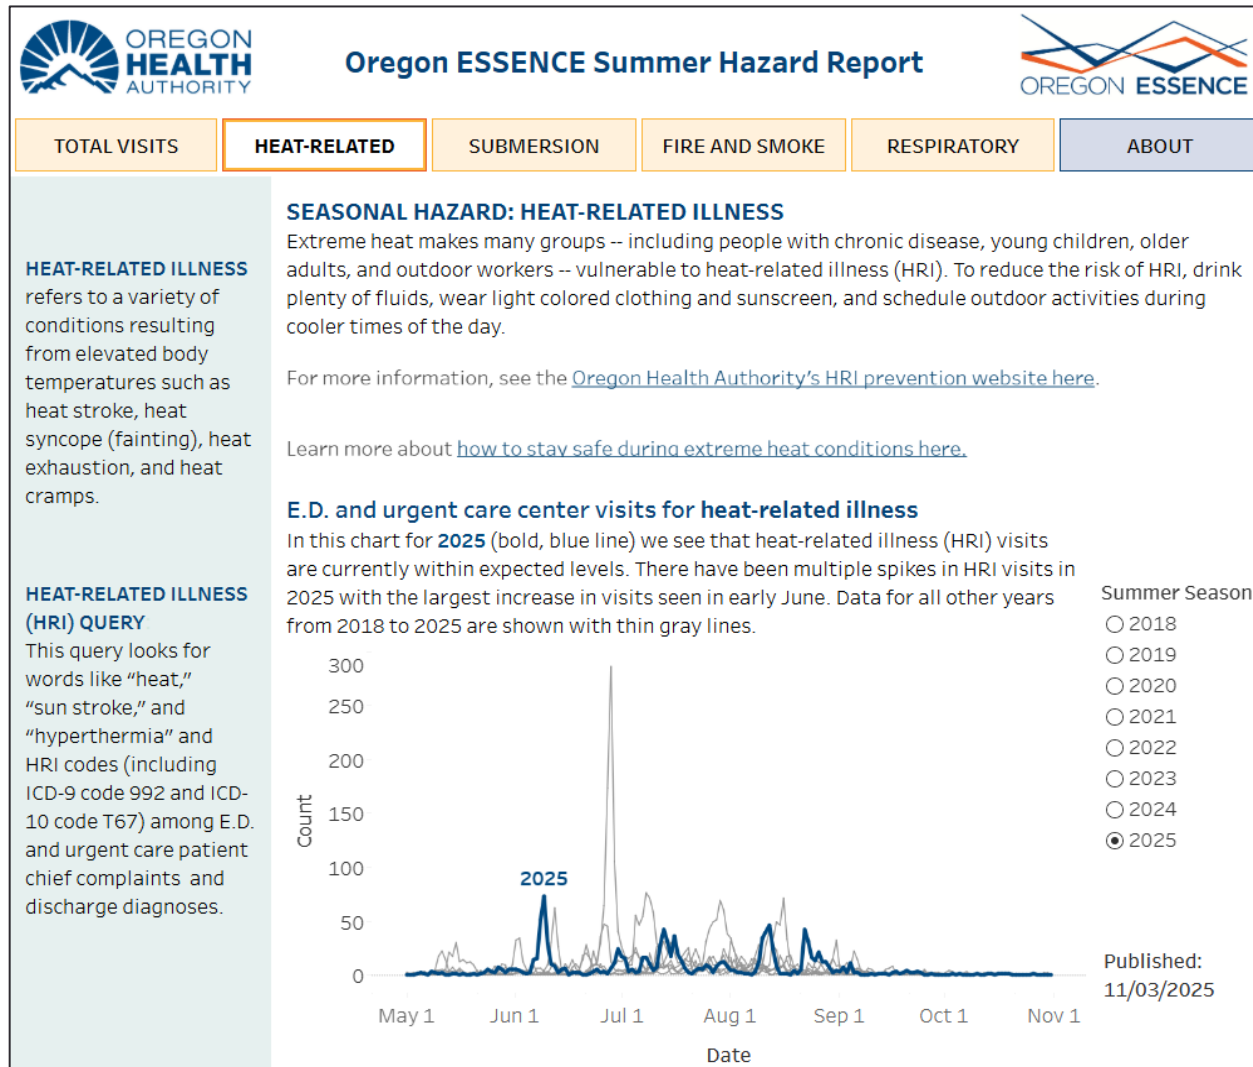 OREGON
HEALTH
AUTHORITY
Oregon ESSENCE Summer Hazard Report
OREGON ESSENCE
TOTAL VISITS
HEAT-RELATED
SUBMERSION
FIRE AND SMOKE
RESPIRATORY
ABOUT
HEAT-RELATED ILLNESS
refers to a variety of
conditions resulting
from elevated body
temperatures such as
heat stroke, heat
syncope (fainting), heat
exhaustion, and heat
cramps.
HEAT-RELATED ILLNESS
(HRI) QUERY
This query looks for
words like “heat,”
“sun stroke,” and
“hyperthermia” and
HRI codes (including
ICD-9 code 992 and ICD-
10 code T67) among E.D.
and urgent care patient
chief complaints and
discharge diagnoses.
SEASONAL HAZARD: HEAT-RELATED ILLNESS
Extreme heat makes many groups -- including people with chronic disease, young children, older
adults, and outdoor workers -- vulnerable to heat-related illness (HRI). To reduce the risk of HRI, drink
plenty of fluids, wear light colored clothing and sunscreen, and schedule outdoor activities during
cooler times of the day.
For more information, see the Oregon Health Authority's HRI prevention website here.
Learn more about how to stay safe during extreme heat conditions here.
E.D. and urgent care center visits for heat-related illness
In this chart for 2025 (bold, blue line) we see that heat-related illness (HRI) visits
are currently within expected levels. There have been multiple spikes in HRI visits in
2025 with the largest increase in visits seen in early June. Data for all other years
from 2018 to 2025 are shown with thin gray lines.
Summer Season
2018
2019
2020
2021
2022
2023
2024
2025
300
250
200
150
100
50
0
Count
2025
May 1
Jun 1
Jul 1
Aug 1
Sep 1
Oct 1
Nov 1
Date
Published:
11/03/2025